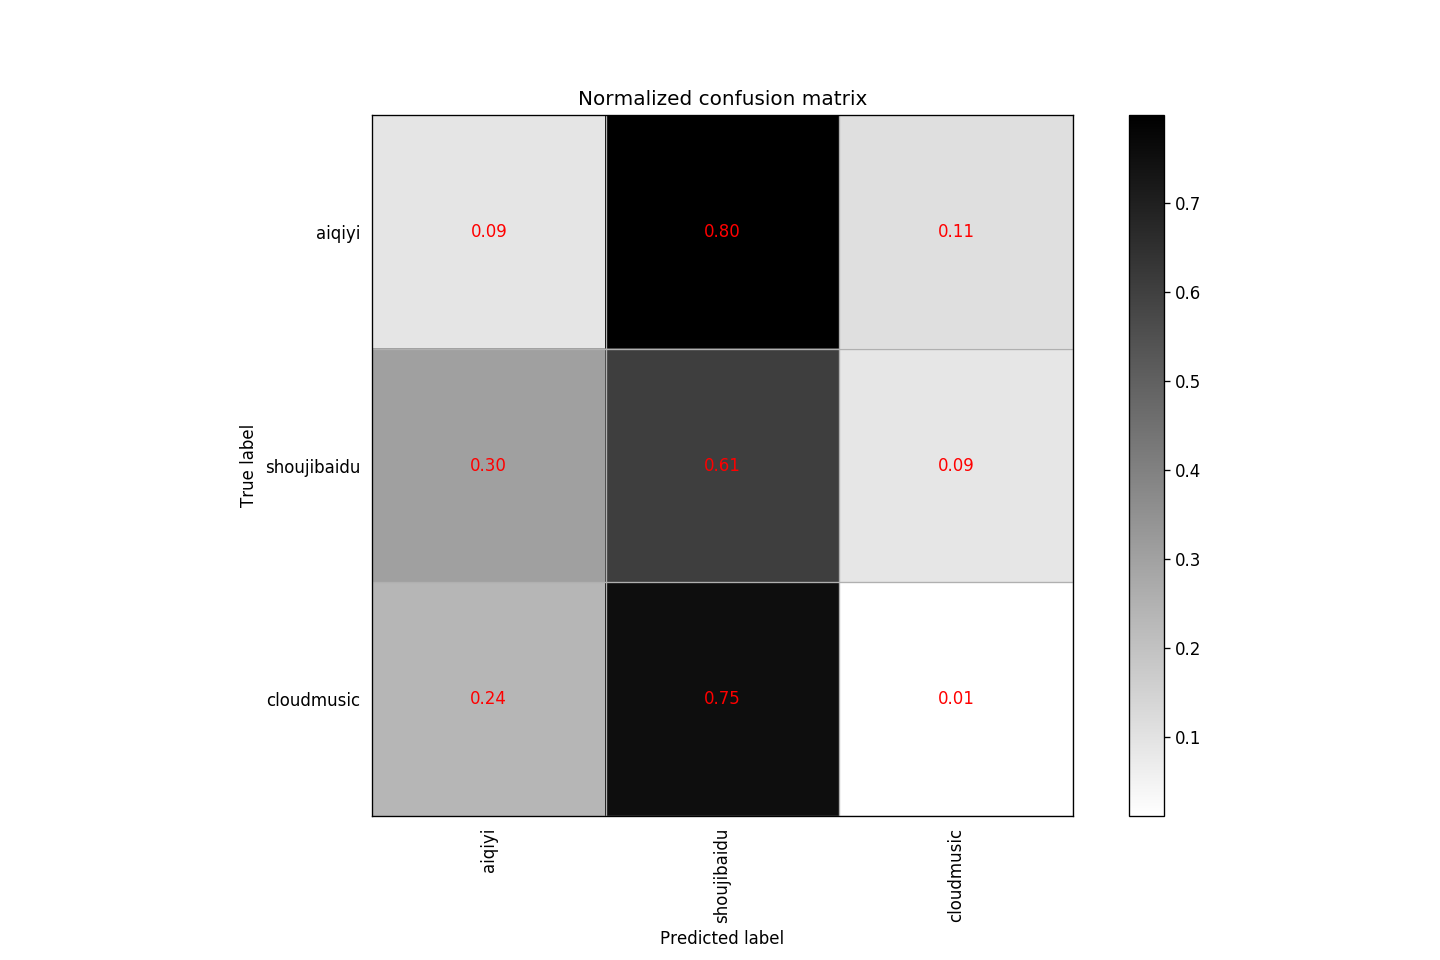 Normalized confusion matrix
True label
aiqiyi
0.09 0.80 0.11
shoujibaidu
0.30 0.61 0.09
cloudmusic
0.24 0.75 0.01
aiqiyi
shoujibaidu
cloudmusic
Predicted label
0.7
0.6
0.5
0.4
0.3
0.2
0.1